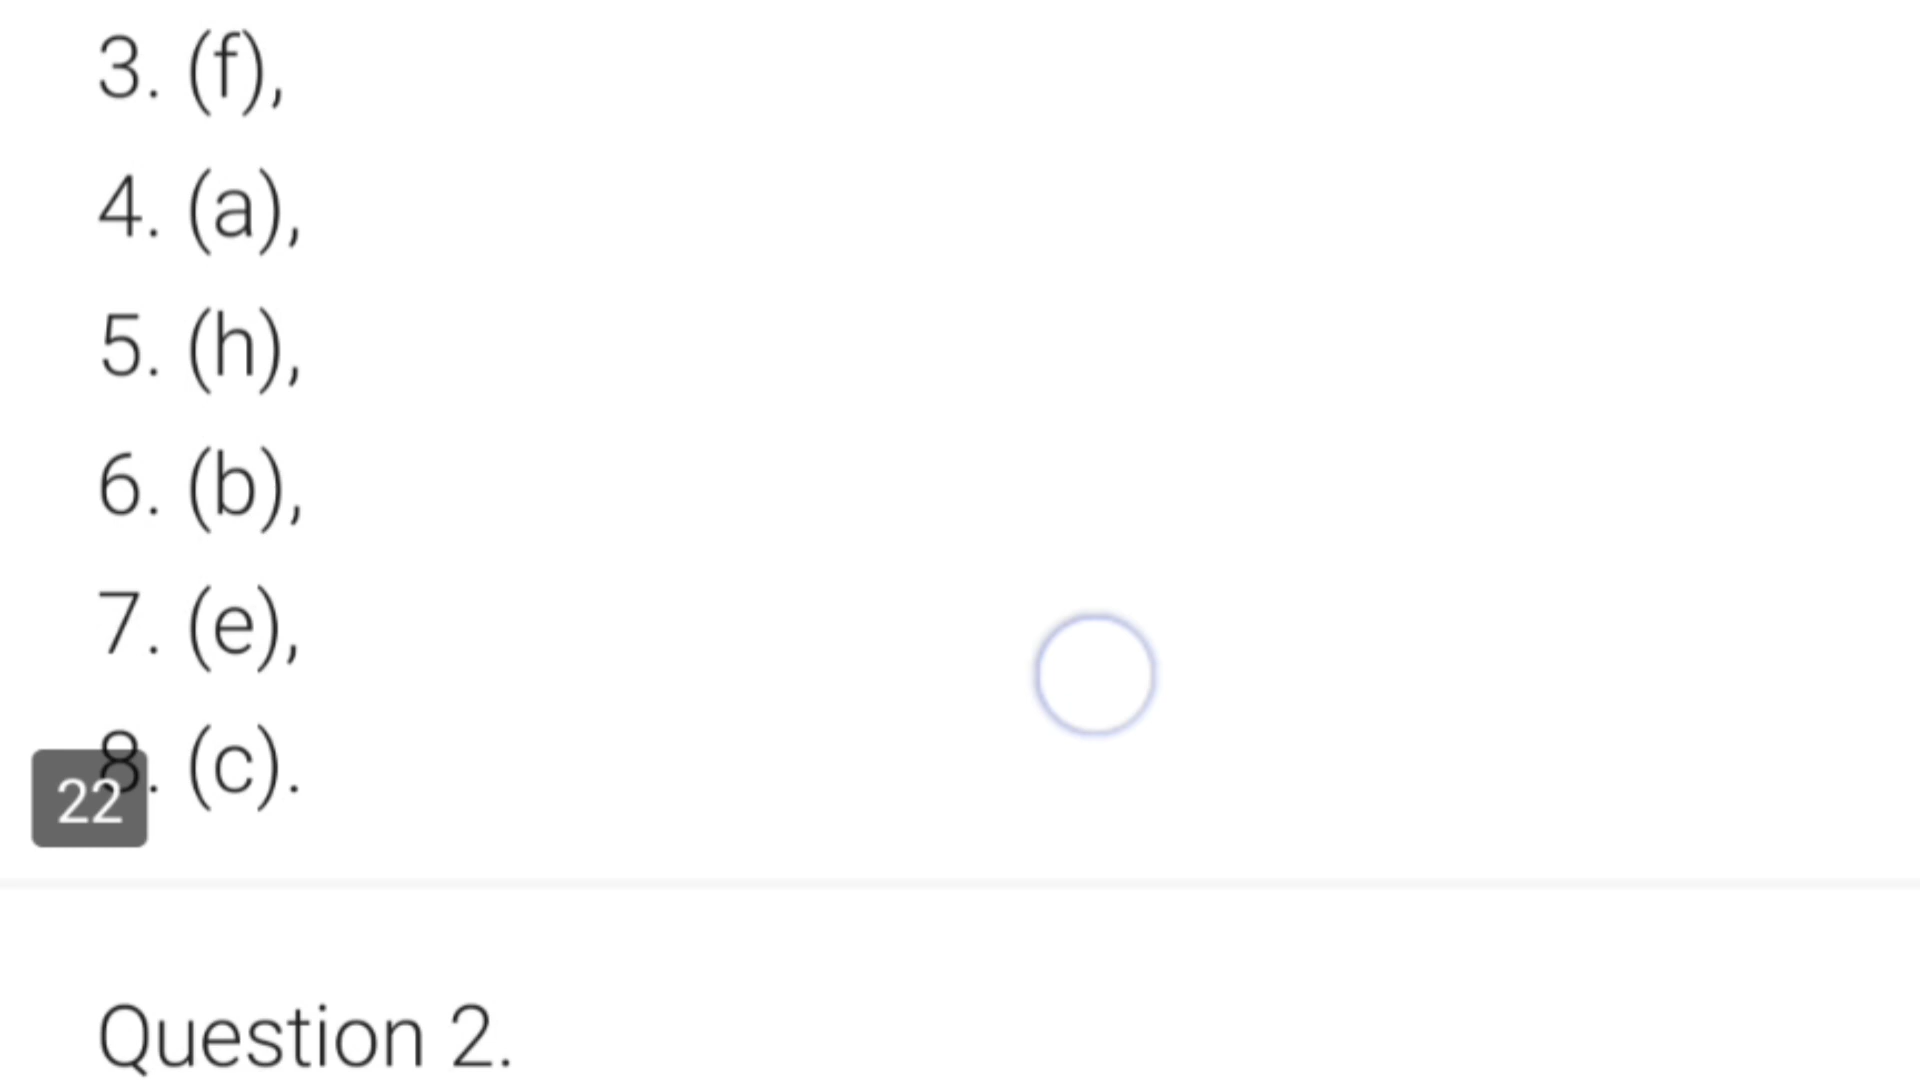 3. (f),
4. (a),
5. (h),
6. (b),
7. (e),
8. (c).
22
Question 2.